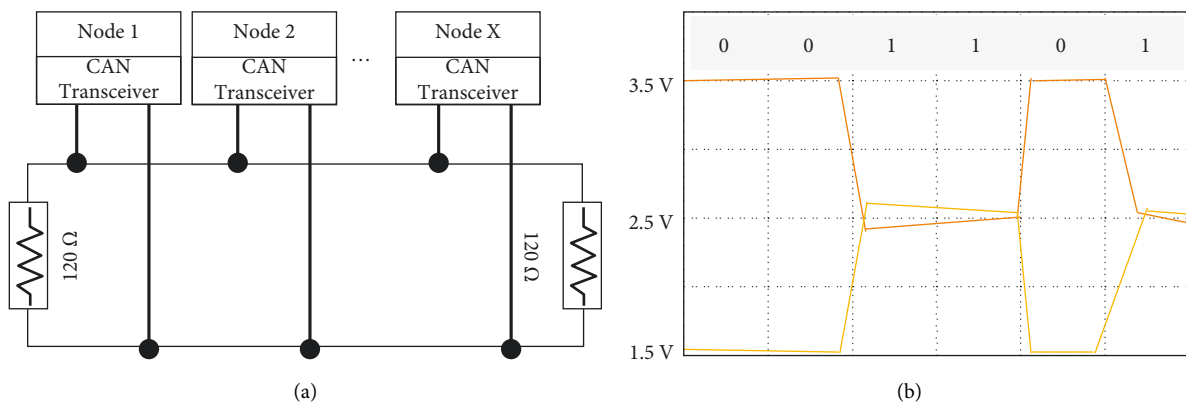 Node 1
CAN
Transceiver
Node 2
CAN
Transceiver
...
Node X
CAN
Transceiver
120 Ω
120 Ω
(a)
0 0 1 1 0 1
3.5 V
2.5 V
1.5 V
(b)